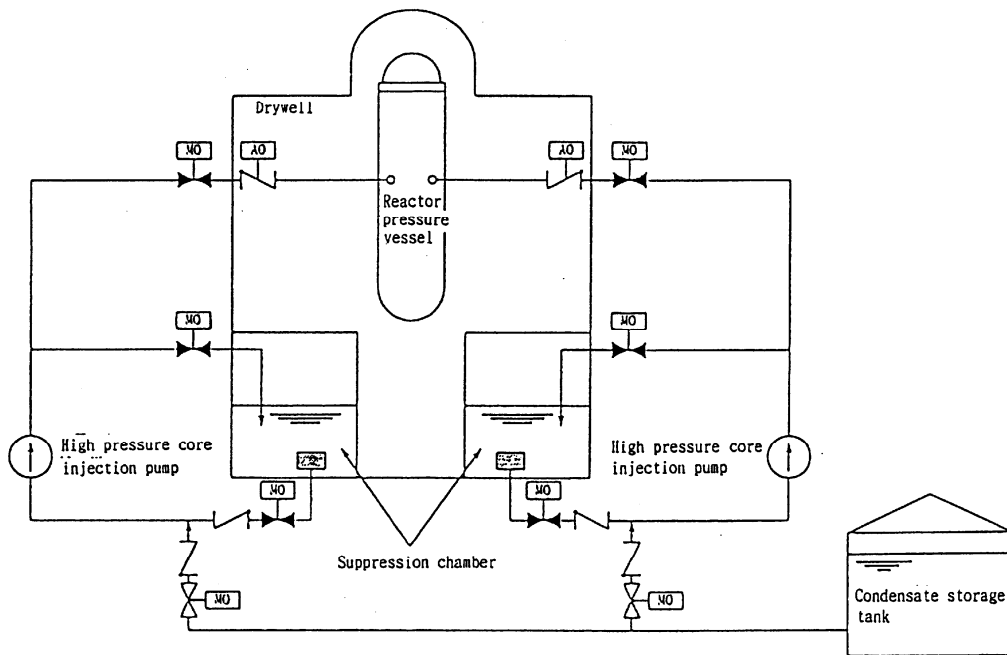 Drywell
MO
AO
AO
MO
Reactor
pressure
vessel
MO
MO
High pressure core
injection pump
High pressure core
injection pump
MO
MO
Suppression chamber
MO
MO
Condensate storage
tank